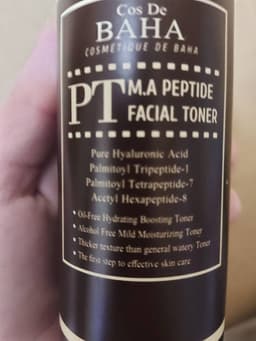 Cos De
BAHA
COSMETIQUE DE BAHA
PT M.A PEPTIDE
FACIAL TONER
Pure Hyaluronic Acid
Palmitoyl Tripeptide-1
Palmitoyl Tetrapeptide-7
Acetyl Hexapeptide-8
• Oil-Free Hydrating Boosting Toner
• Alcohol Free Mild Moisturizing Toner
• Thicker texture than general watery Toner
• The first step to effective skin care